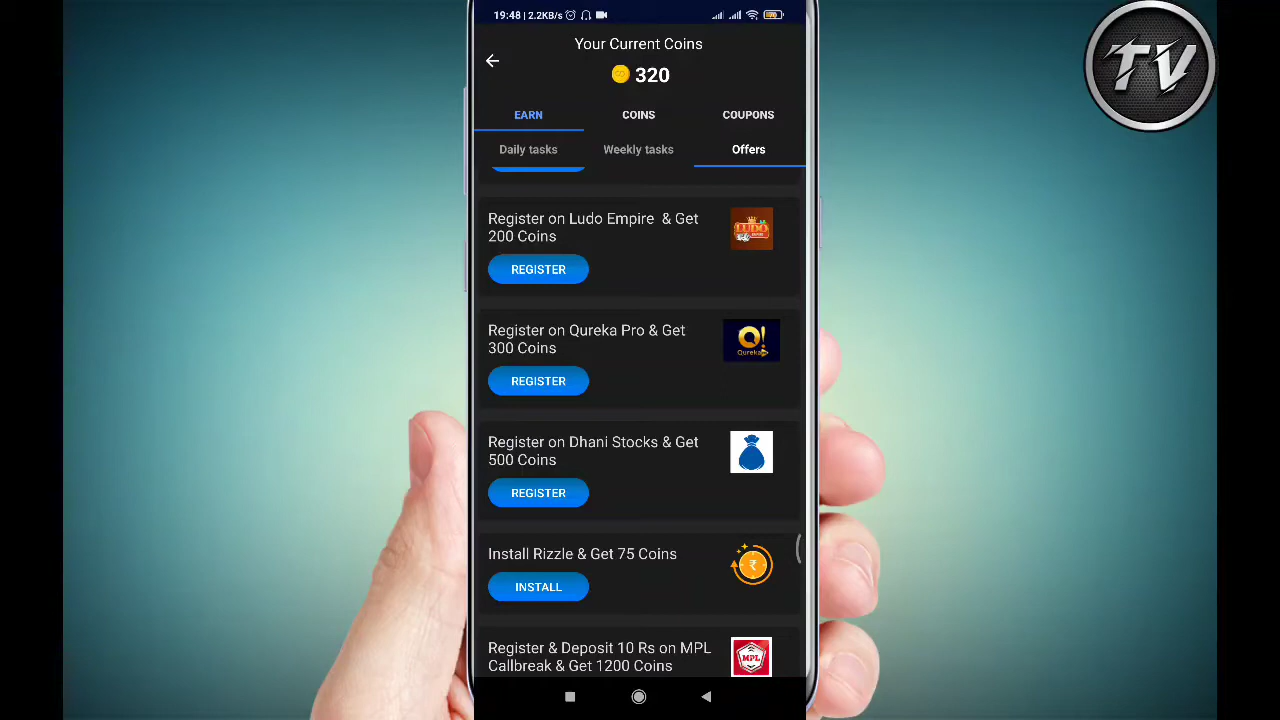 TV
19:48 | 2.2KB/s
Your Current Coins
320
EARN COINS COUPONS
Daily tasks Weekly tasks Offers
Register on Ludo Empire & Get
200 Coins
LUDO
REGISTER
Register on Qureka Pro & Get
300 Coins
Q!
Qureka
REGISTER
Register on Dhani Stocks & Get
500 Coins
REGISTER
Install Rizzle & Get 75 Coins
₹
INSTALL
Register & Deposit 10 Rs on MPL
Callbreak & Get 1200 Coins
MPL